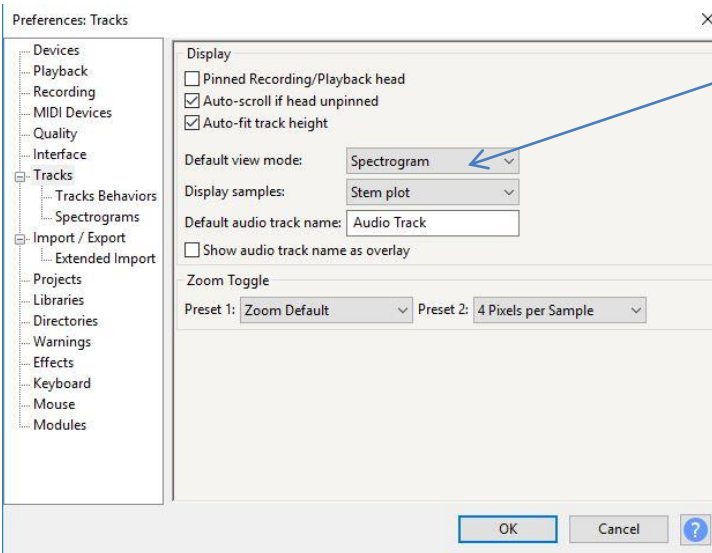 Preferences: Tracks
Devices
Playback
Recording
MIDI Devices
Quality
Interface
Tracks
Tracks Behaviors
Spectrograms
Import / Export
Extended Import
Projects
Libraries
Directories
Warnings
Effects
Keyboard
Mouse
Modules
Display
Pinned Recording/Playback head
Auto-scroll if head unpinned
Auto-fit track height
Default view mode: Spectrogram
Display samples: Stem plot
Default audio track name: Audio Track
Show audio track name as overlay
Zoom Toggle
Preset 1: Zoom Default Preset 2: 4 Pixels per Sample
OK Cancel ?